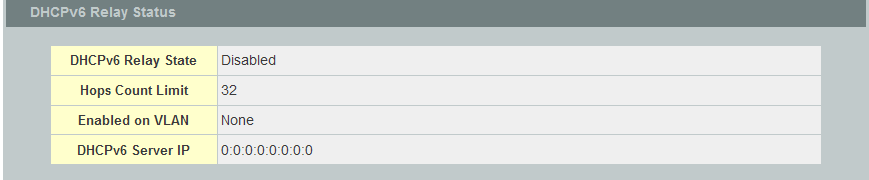 DHCPv6 Relay Status
DHCPv6 Relay State Disabled
Hops Count Limit 32
Enabled on VLAN None
DHCPv6 Server IP 0:0:0:0:0:0:0:0